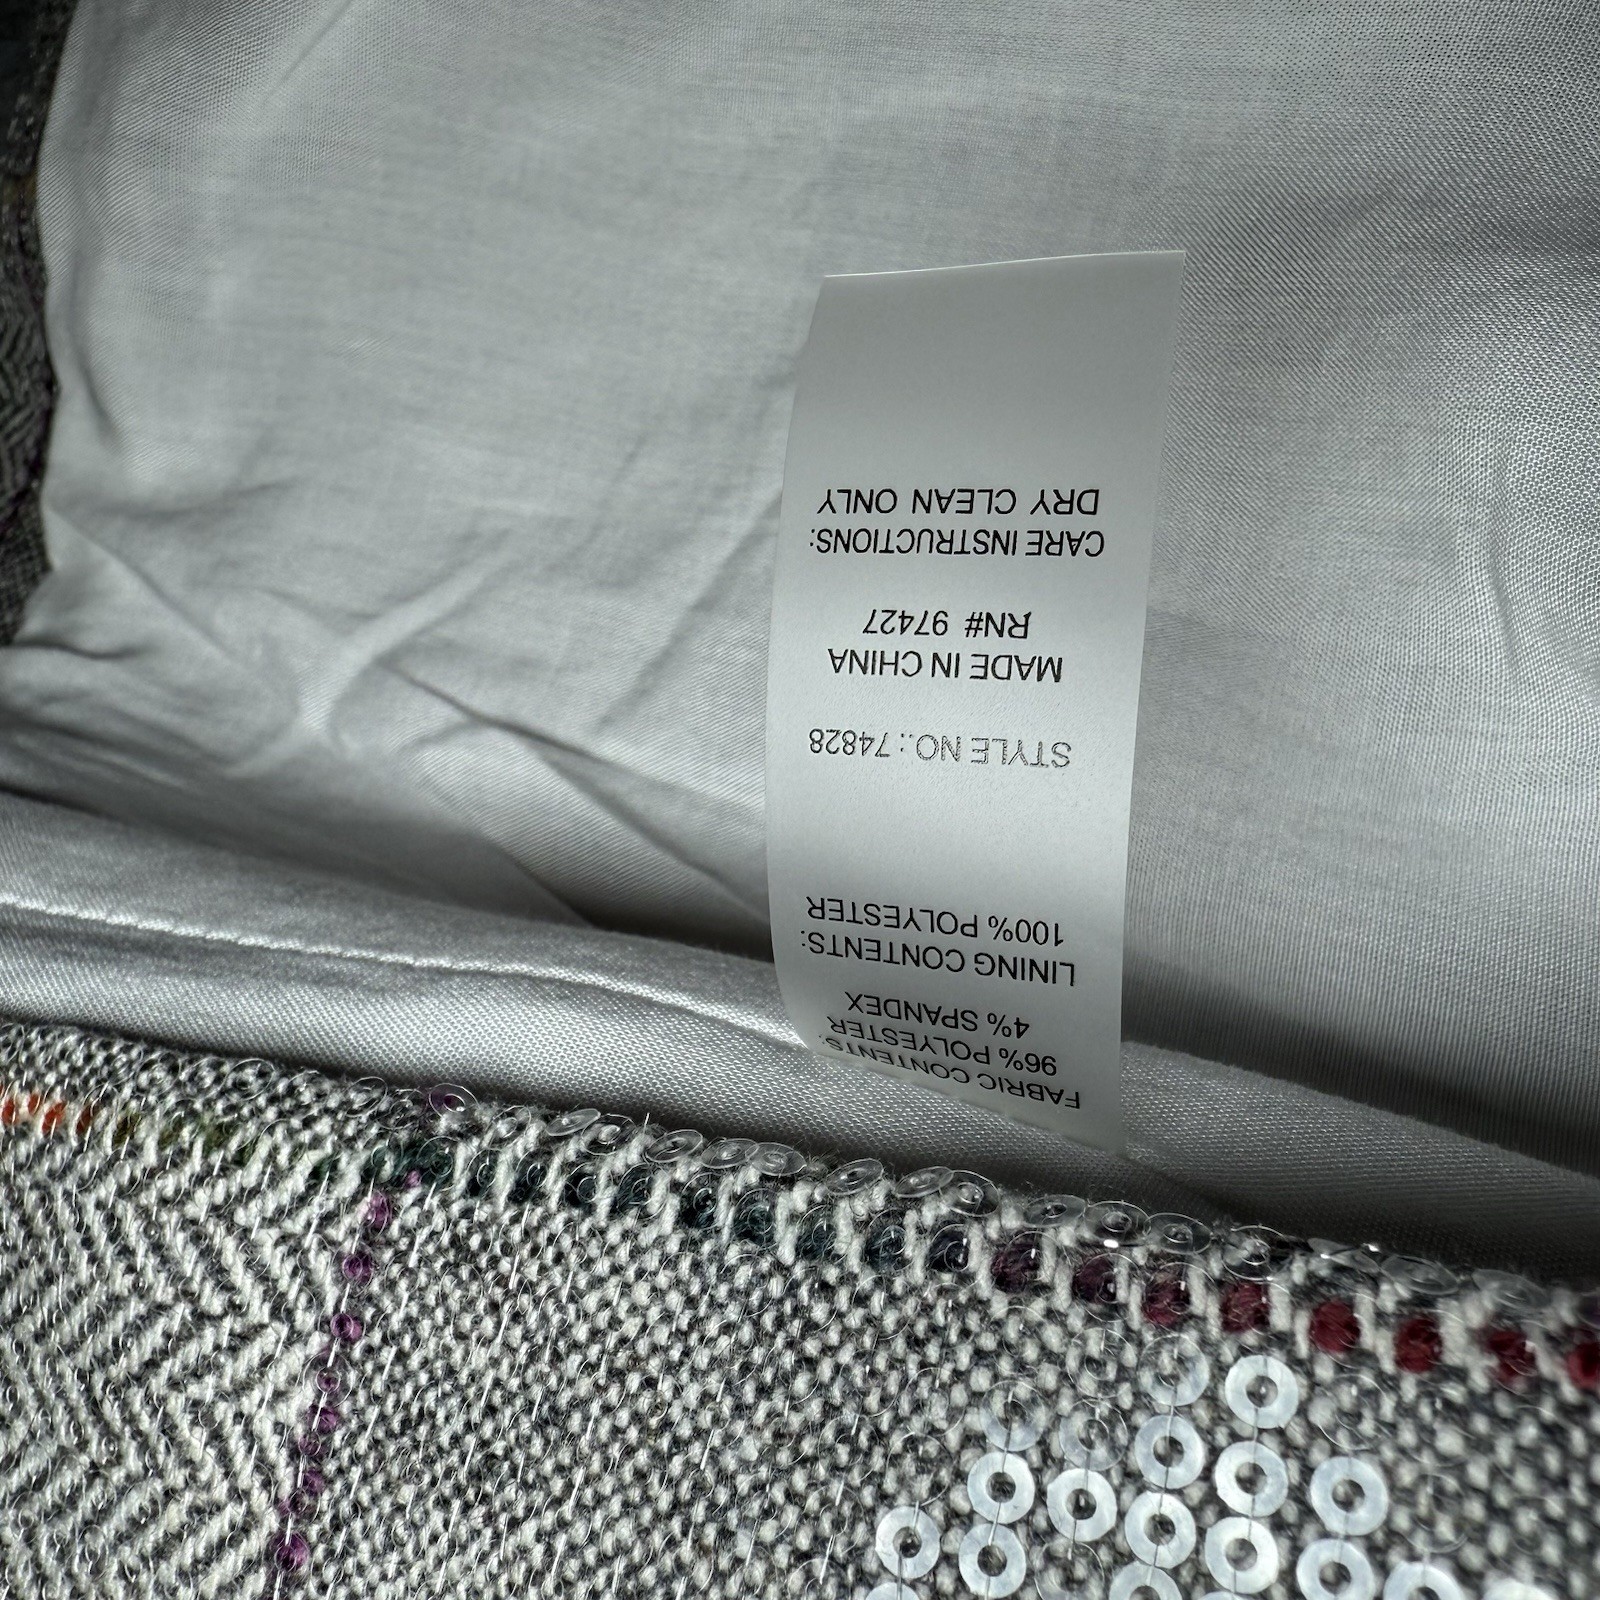 FABRIC CONTENTS:
96% POLYESTER
4% SPANDEX
LINING CONTENTS:
100% POLYESTER
STYLE NO.: 74828
MADE IN CHINA
RN# 97427
CARE INSTRUCTIONS:
DRY CLEAN ONLY